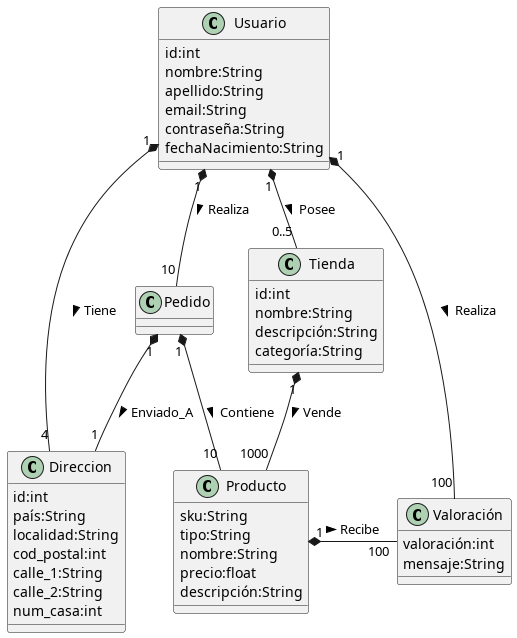 C Usuario
id:int
nombre:String
apellido:String
email:String
contraseña:String
fechaNacimiento:String
1
1
1
1
Realiza
Posee
10
0..5
C Pedido
C Tienda
id:int
nombre:String
descripción:String
categoría:String
Tiene
Realiza
1
1
1
Enviado_A
Contiene
Vende
4
1
10
1000
100
C Direccion
id:int
país:String
localidad:String
cod_postal:int
calle_1:String
calle_2:String
num_casa:int
C Producto
sku:String
tipo:String
nombre:String
precio:float
descripción:String
1
Recibe
100
C Valoración
valoración:int
mensaje:String